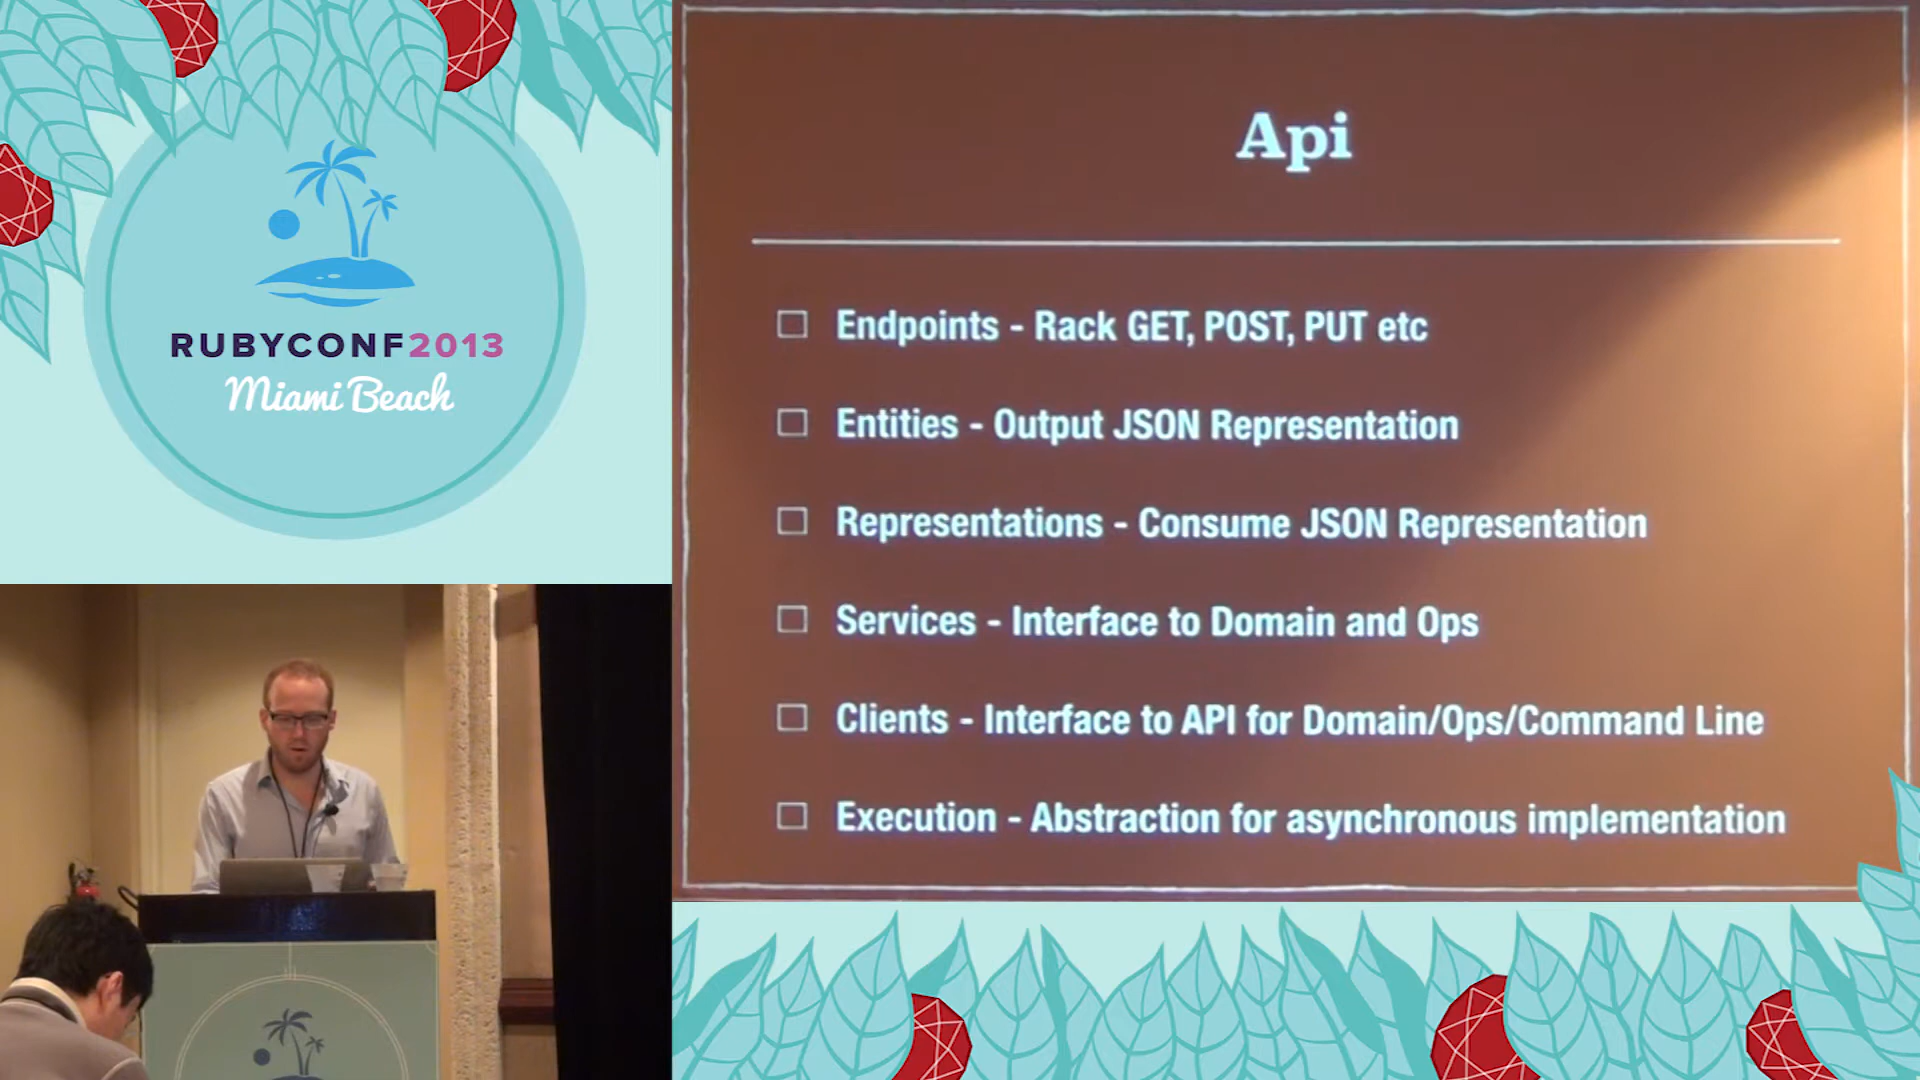 RUBYCONF2013
Miami Beach
Api
Endpoints - Rack GET, POST, PUT etc
Entities - Output JSON Representation
Representations - Consume JSON Representation
Services - Interface to Domain and Ops
Clients - Interface to API for Domain/Ops/Command Line
Execution - Abstraction for asynchronous implementation